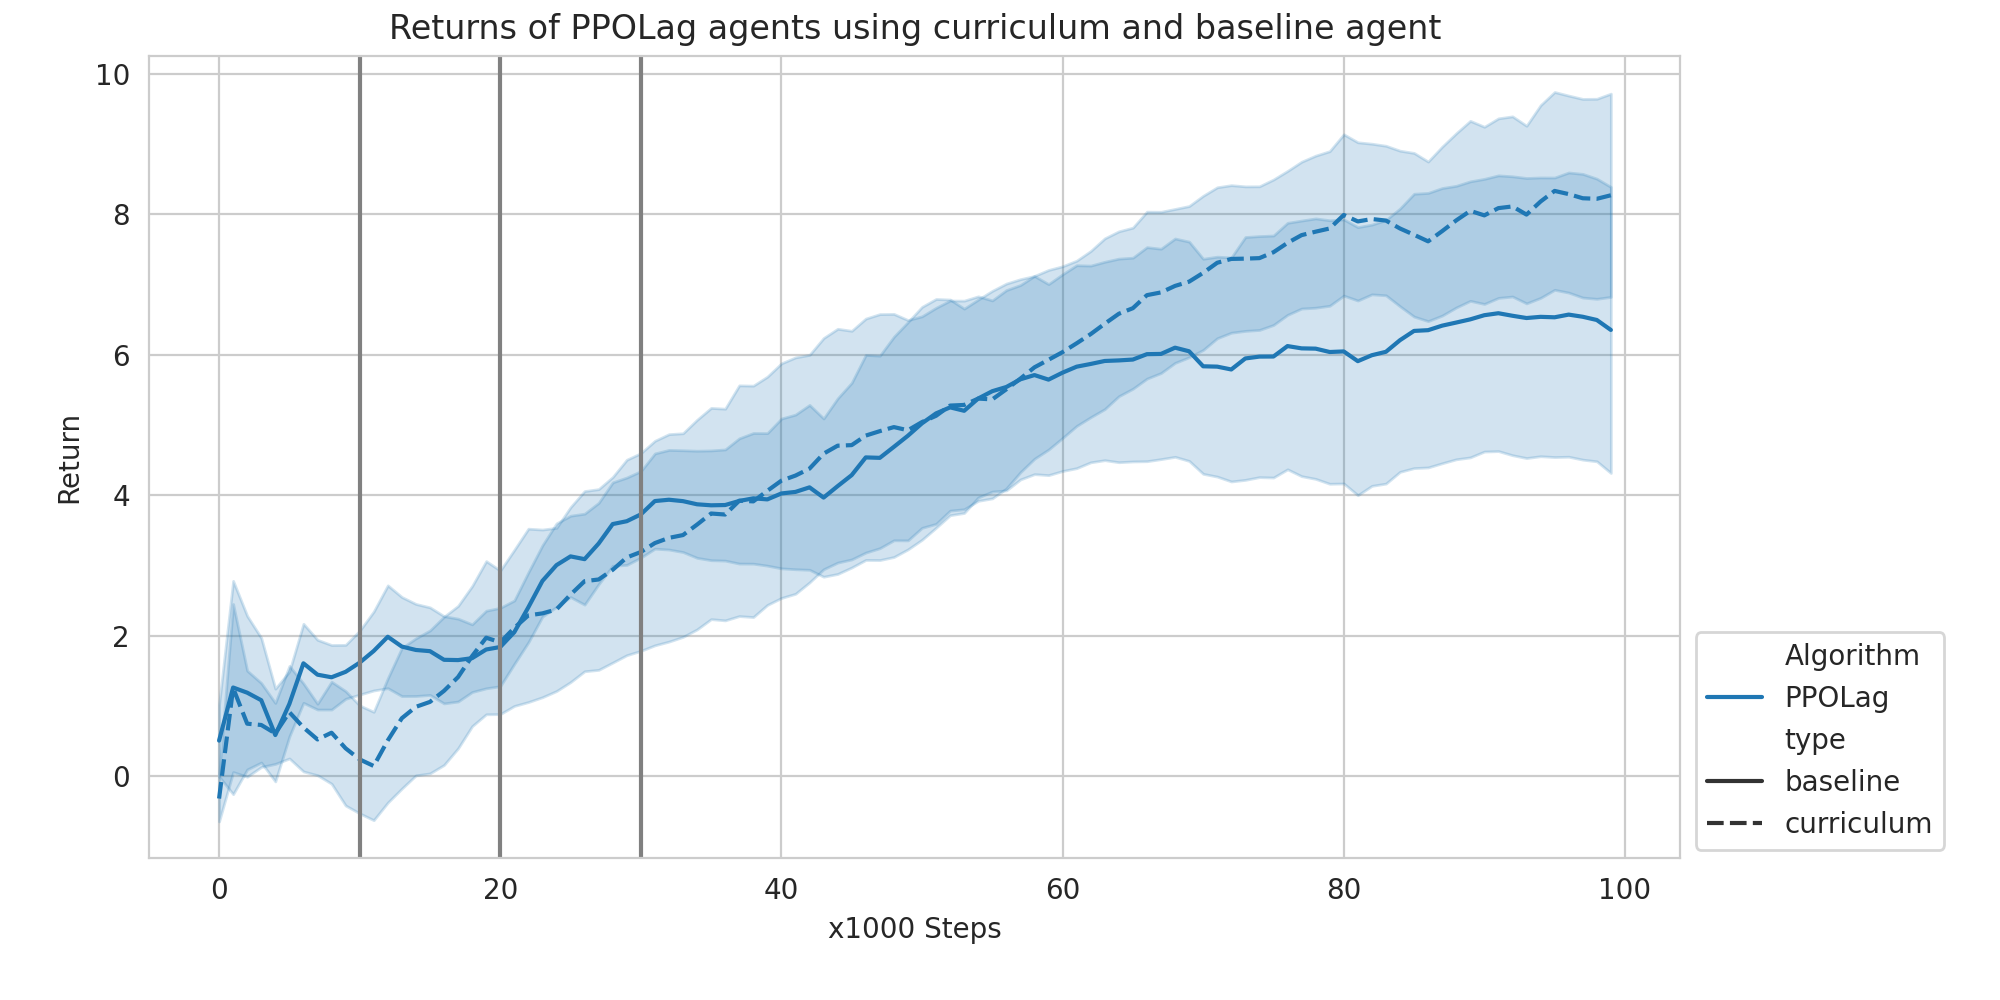 Returns of PPOLag agents using curriculum and baseline agent
10
8
6
4
2
0
Return
0 20 40 60 80 100
x1000 Steps
Algorithm
PPOLag
type
baseline
curriculum